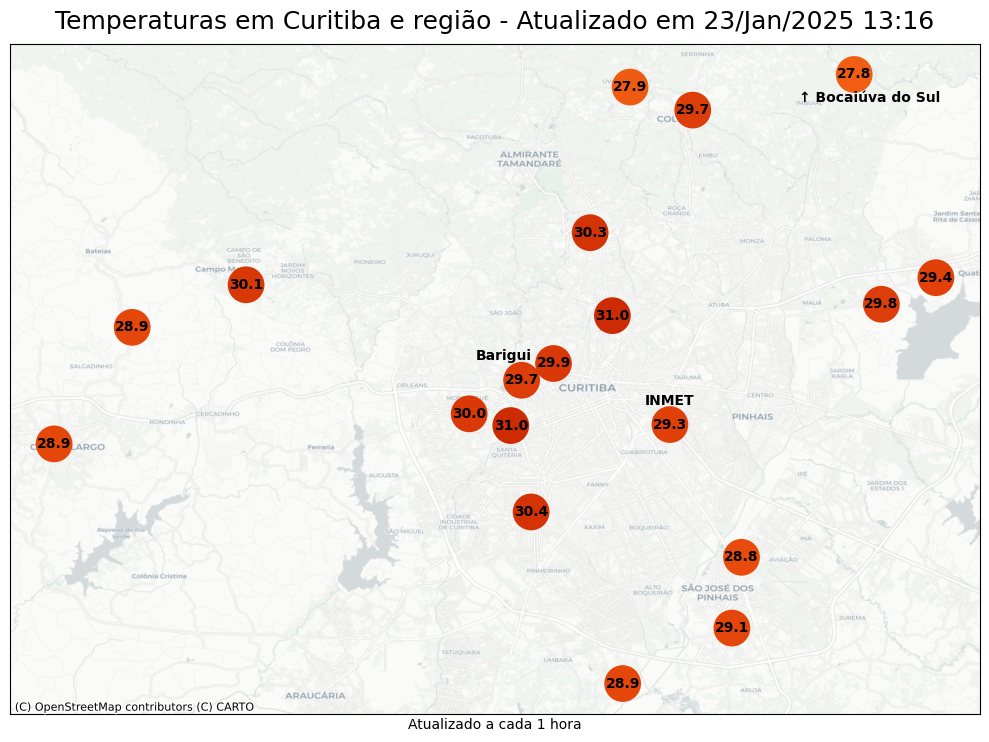 Temperaturas em Curitiba e região - Atualizado em 23/Jan/2025 13:16
SERRINHA
27.8
27.9
↑ Bocaiúva do Sul
29.7
PACOTUBA
EMBU
ALMIRANTE
TAMANDARÉ
ROÇA
GRANDE
Jardim Santa
Rita de Cássia
30.3
MONZA
PALOMA
Bateias
CAMPO DE
SÃO
BENEDITO
JURUQUI
PIONEIRO
JARDIM
NOVOS
HORIZONTES
Campo M
30.1
29.4
Quat
29.8
MAUÁ
ATUBA
SÃO JOÃO
31.0
28.9
COLÔNIA
DOM PEDRO
Barigui
29.9
SALGADINHO
JARDIM
KARLA
29.7
TARUMÃ
ORLEANS
CURITIBA
CENTRO
INMET
30.0
CERCADINHO
RONDINHA
PINHAIS
31.0
29.3
28.9
LARGO
Ferraria
SANTA
QUITÉRIA
GUABIROTUBA
AUGUSTA
IPÊ
FANNY
JARDIM DOS
ESTADOS
30.4
CIDADE
INDUSTRIAL
DE CURITIBA
SÃO MIGUEL
XAXIM
BOQUEIRÃO
Represa do Rio
Verde
INÁ
28.8
AVIAÇÃO
PINHEIRINHO
Colônia Cristina
ALTO
BOQUEIRÃO
SÃO JOSÉ DOS
PINHAIS
JUREMA
29.1
TATUQUARA
UMBARÁ
28.9
ARUJÁ
ARAUCÁRIA
(C) OpenStreetMap contributors (C) CARTO
Atualizado a cada 1 hora